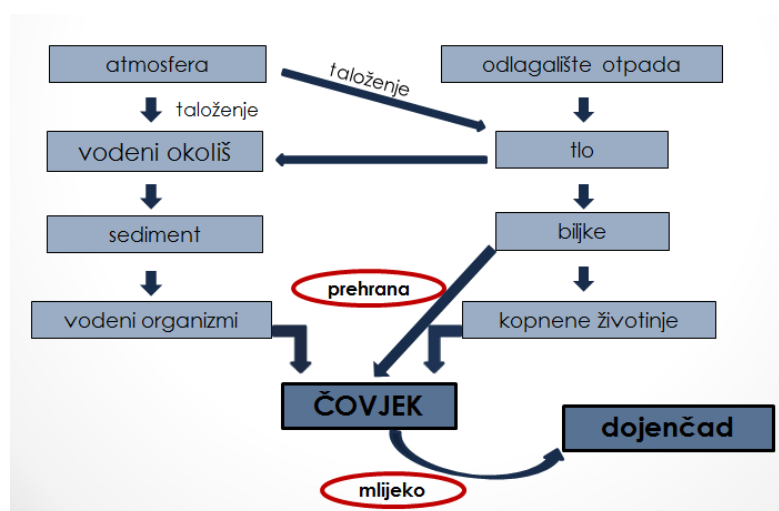 atmosfera
odlagalište otpada
taloženje
taloženje
vodeni okoliš
tlo
sediment
biljke
prehrana
vodeni organizmi
kopnene životinje
ČOVJEK
dojenčad
mlijeko